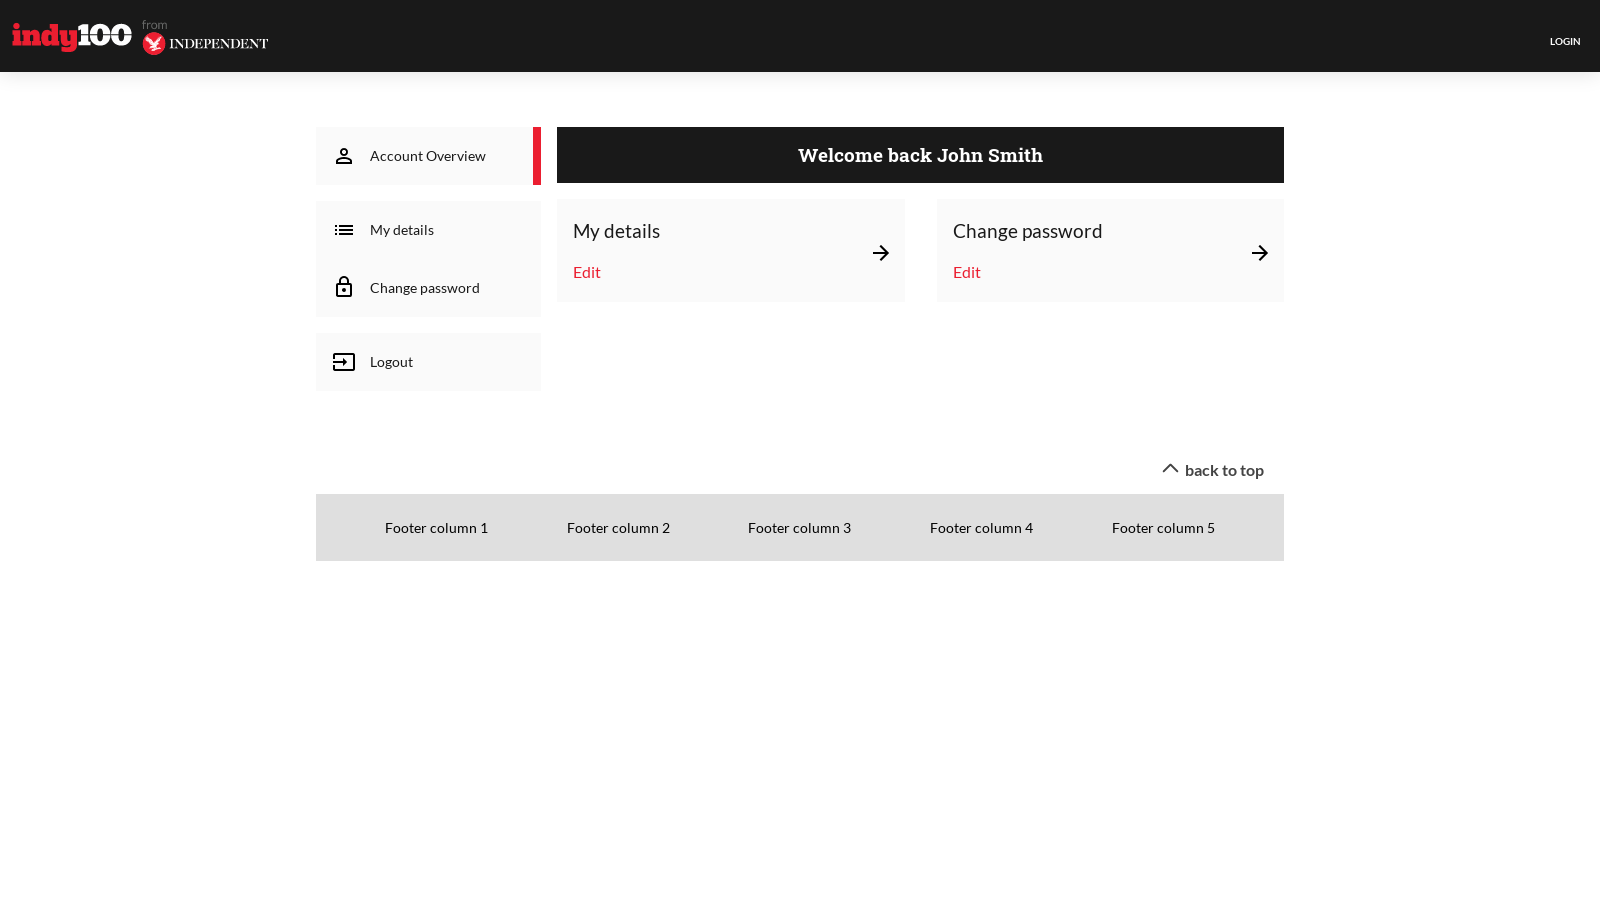 indy100 from
INDEPENDENT
LOGIN
Account Overview
My details
Change password
Logout
Welcome back John Smith
My details
Edit
Change password
Edit
back to top
Footer column 1 Footer column 2 Footer column 3 Footer column 4 Footer column 5